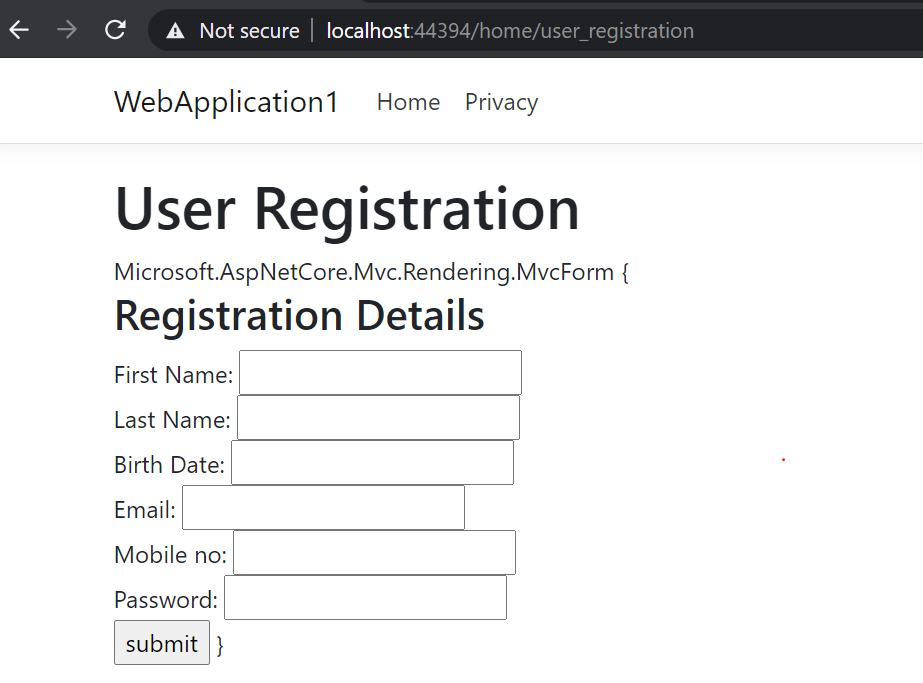 Not secure | localhost:44394/home/user_registration
WebApplication1 Home Privacy
User Registration
Microsoft.AspNetCore.Mvc.Rendering.MvcForm {
Registration Details
First Name:
Last Name:
Birth Date:
Email:
Mobile no:
Password:
submit }